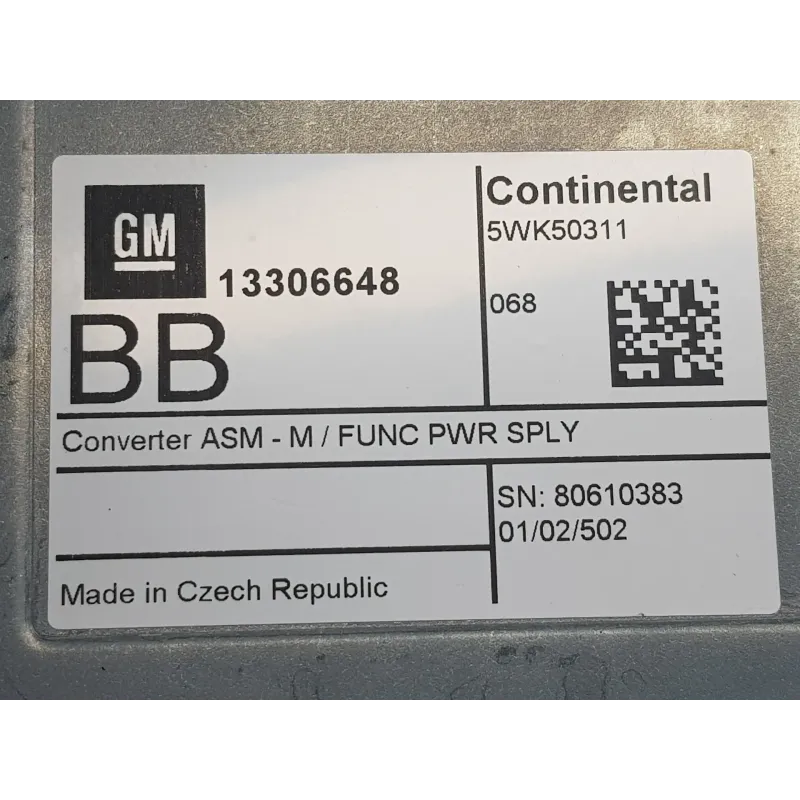 GM
13306648
BB
Continental
5WK50311
068
Converter ASM - M / FUNC PWR SPLY
SN: 80610383
01/02/502
Made in Czech Republic